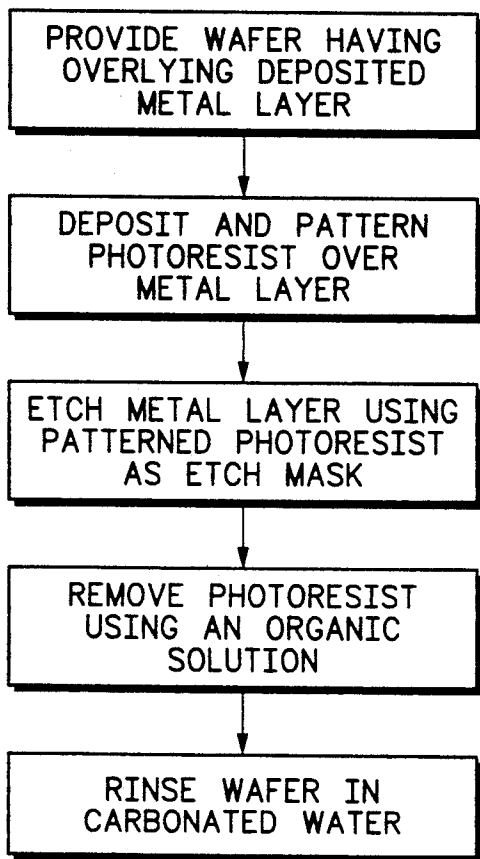 PROVIDE WAFER HAVING
OVERLYING DEPOSITED
METAL LAYER
DEPOSIT AND PATTERN
PHOTORESIST OVER
METAL LAYER
ETCH METAL LAYER USING
PATTERNED PHOTORESIST
AS ETCH MASK
REMOVE PHOTORESIST
USING AN ORGANIC
SOLUTION
RINSE WAFER IN
CARBONATED WATER